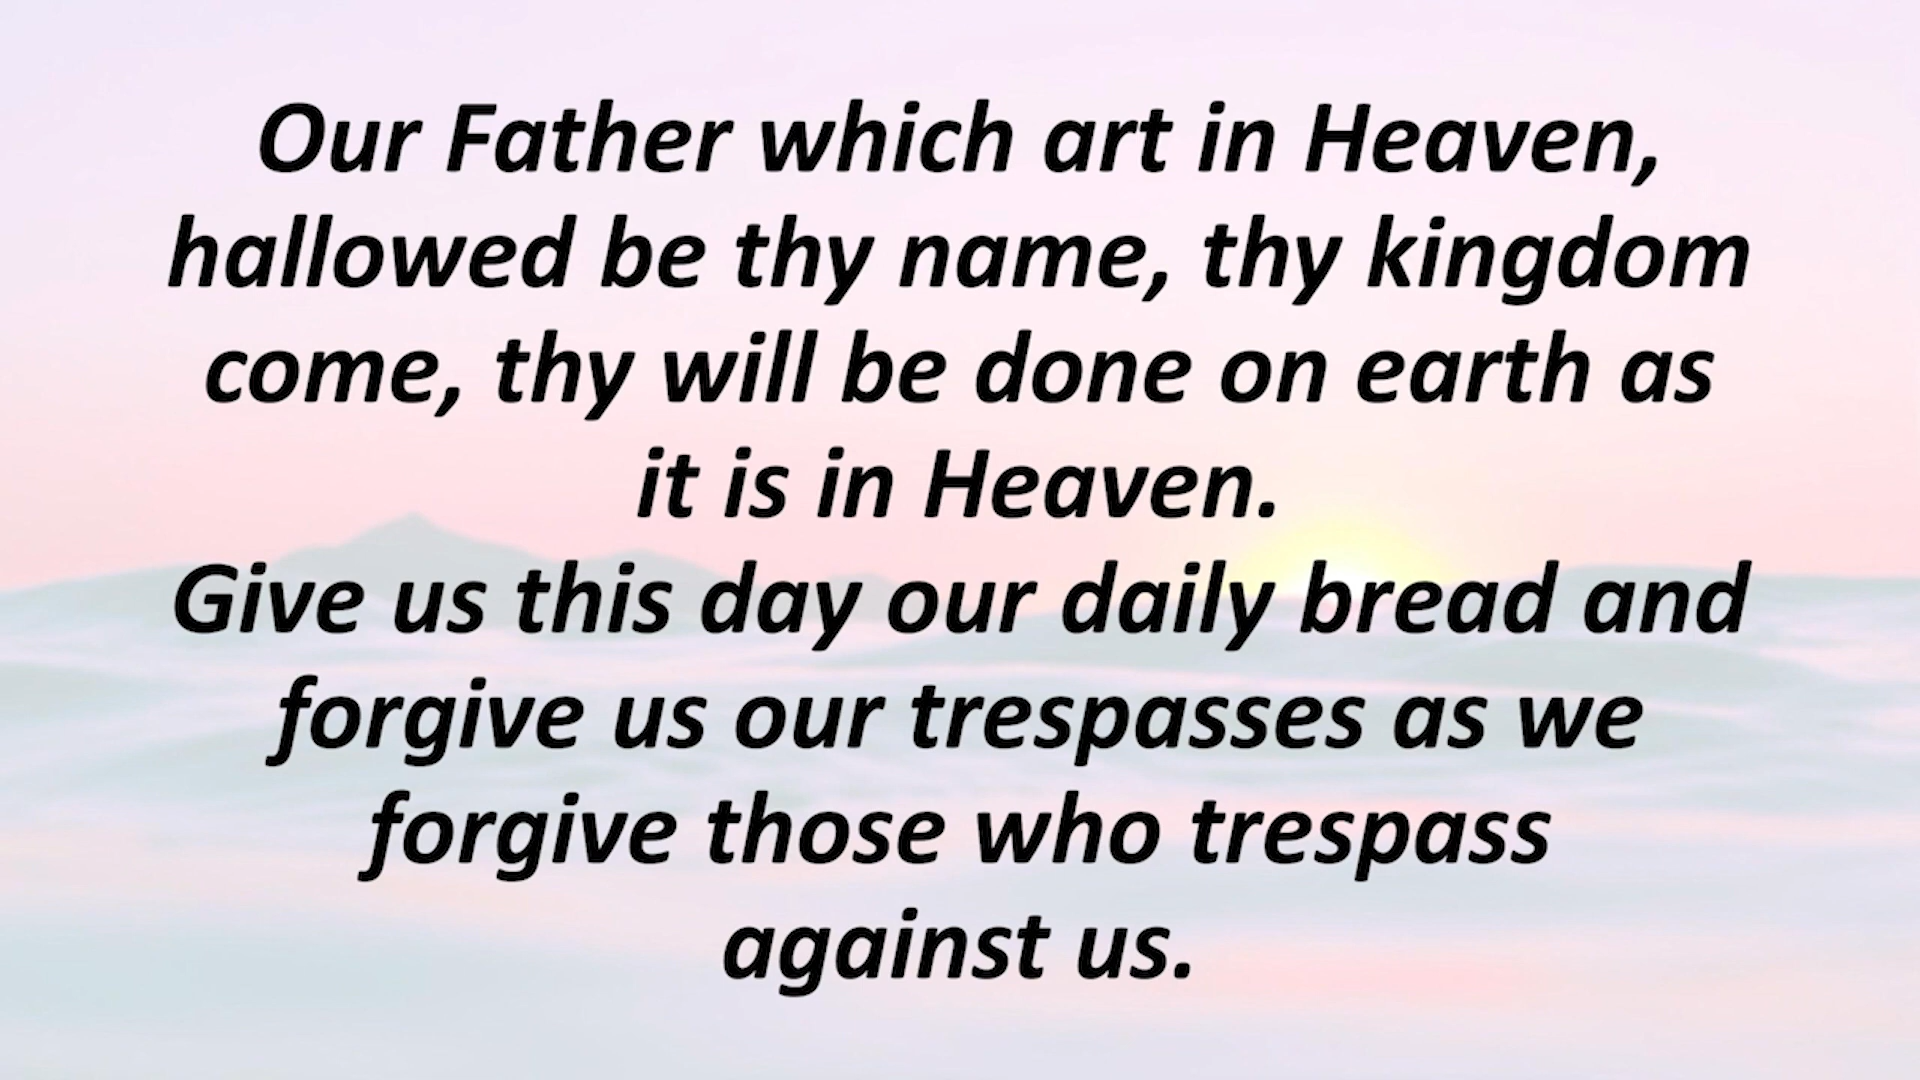 Our Father which art in Heaven,
hallowed be thy name, thy kingdom
come, thy will be done on earth as
it is in Heaven.
Give us this day our daily bread and
forgive us our trespasses as we
forgive those who trespass
against us.